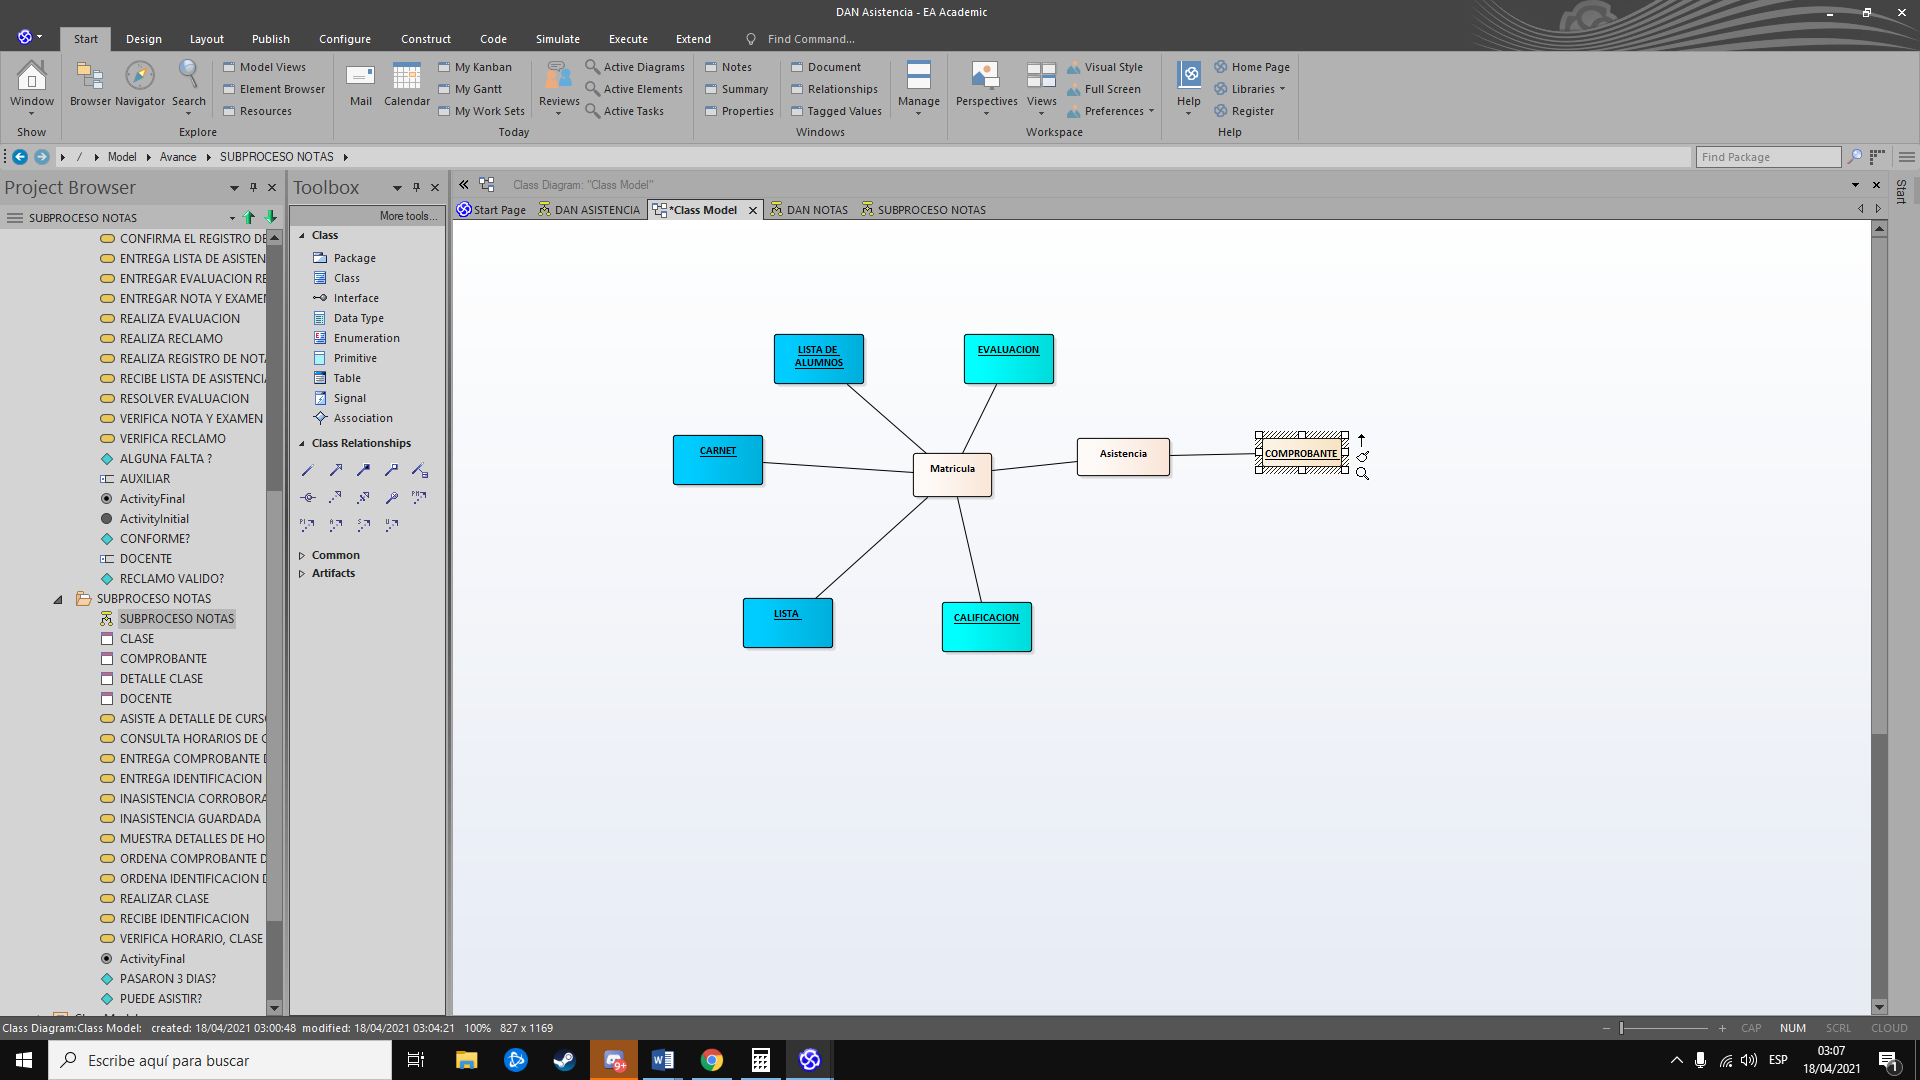 DAN Asistencia - EA Academic
Start
Design
Layout
Publish
Configure
Construct
Code
Simulate
Execute
Extend
Find Command...
Window
Show
Browser
Navigator
Search
Model Views
Element Browser
Resources
Explore
Mail
Calendar
My Kanban
My Gantt
My Work Sets
Reviews
Active Diagrams
Active Elements
Active Tasks
Today
Notes
Summary
Properties
Document
Relationships
Tagged Values
Windows
Manage
Perspectives
Views
Visual Style
Full Screen
Preferences
Workspace
Help
Home Page
Libraries
Register
Help
/ Model Avance SUBPROCESO NOTAS
Find Package
Project Browser
SUBPROCESO NOTAS
CONFIRMA EL REGISTRO DE
ENTREGA LISTA DE ASISTEN
ENTREGAR EVALUACION RE
ENTREGAR NOTA Y EXAMEN
REALIZA EVALUACION
REALIZA RECLAMO
REALIZA REGISTRO DE NOTA
RECIBE LISTA DE ASISTENCIA
RESOLVER EVALUACION
VERIFICA NOTA Y EXAMEN
VERIFICA RECLAMO
ALGUNA FALTA ?
AUXILIAR
ActivityFinal
ActivityInitial
CONFORME?
DOCENTE
RECLAMO VALIDO?
SUBPROCESO NOTAS
SUBPROCESO NOTAS
CLASE
COMPROBANTE
DETALLE CLASE
DOCENTE
ASISTE A DETALLE DE CURSO
CONSULTA HORARIOS DE C
ENTREGA COMPROBANTE D
ENTREGA IDENTIFICACION
INASISTENCIA CORROBORA
INASISTENCIA GUARDADA
MUESTRA DETALLES DE HO
ORDENA COMPROBANTE D
ORDENA IDENTIFICACION D
REALIZAR CLASE
RECIBE IDENTIFICACION
VERIFICA HORARIO, CLASE
ActivityFinal
PASARON 3 DIAS?
PUEDE ASISTIR?
Toolbox
More tools...
Class
Package
Class
Interface
Data Type
Enumeration
Primitive
Table
Signal
Association
Class Relationships
Common
Artifacts
Class Diagram: "Class Model"
Start Page
DAN ASISTENCIA
*Class Model
DAN NOTAS
SUBPROCESO NOTAS
Start
LISTA DE
ALUMNOS
EVALUACION
CARNET
Matricula
Asistencia
COMPROBANTE
LISTA
CALIFICACION
Class Diagram:Class Model: created: 18/04/2021 03:00:48 modified: 18/04/2021 03:04:21 100% 827 x 1169
CAP NUM SCRL CLOUD
Escribe aquí para buscar
9+
ESP
03:07
18/04/2021
1